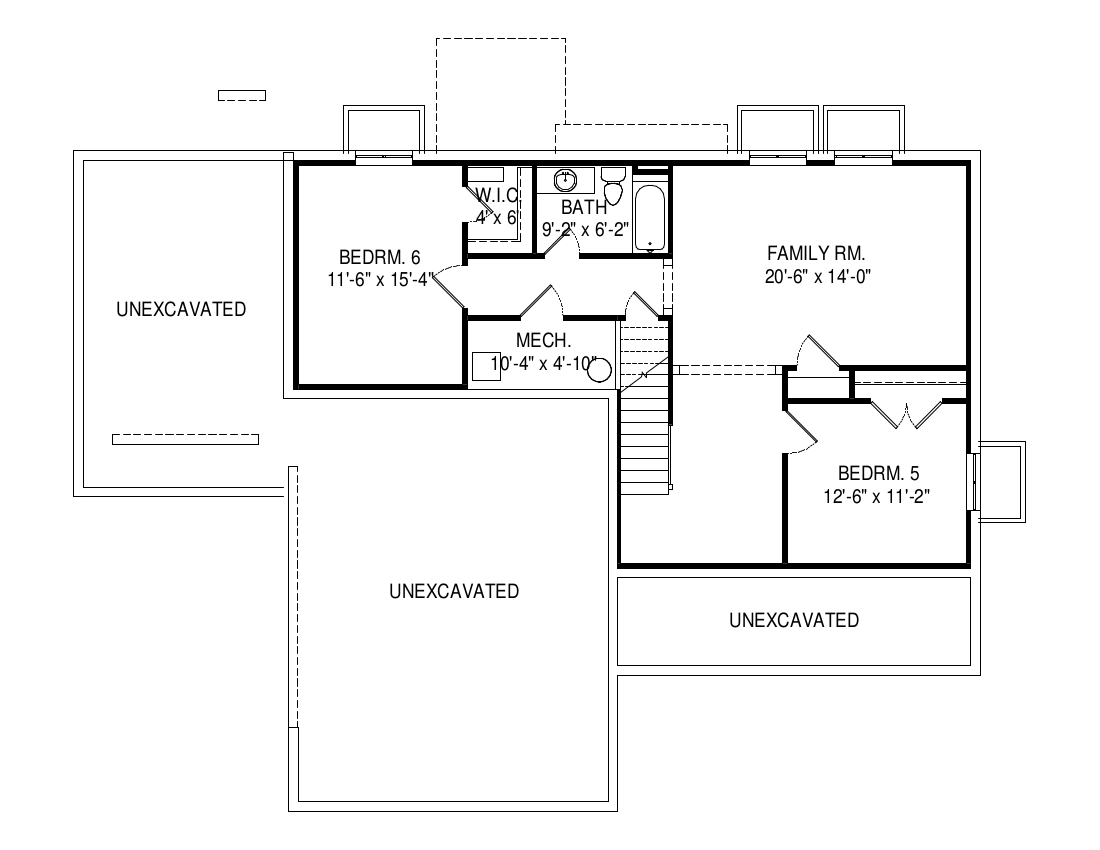 W.I.C
4' x 6'
BATH
9'-2" x 6'-2"
BEDRM. 6
11'-6" x 15'-4"
FAMILY RM.
20'-6" x 14'-0"
UNEXCAVATED
MECH.
10'-4" x 4'-10"
BEDRM. 5
12'-6" x 11'-2"
UNEXCAVATED
UNEXCAVATED